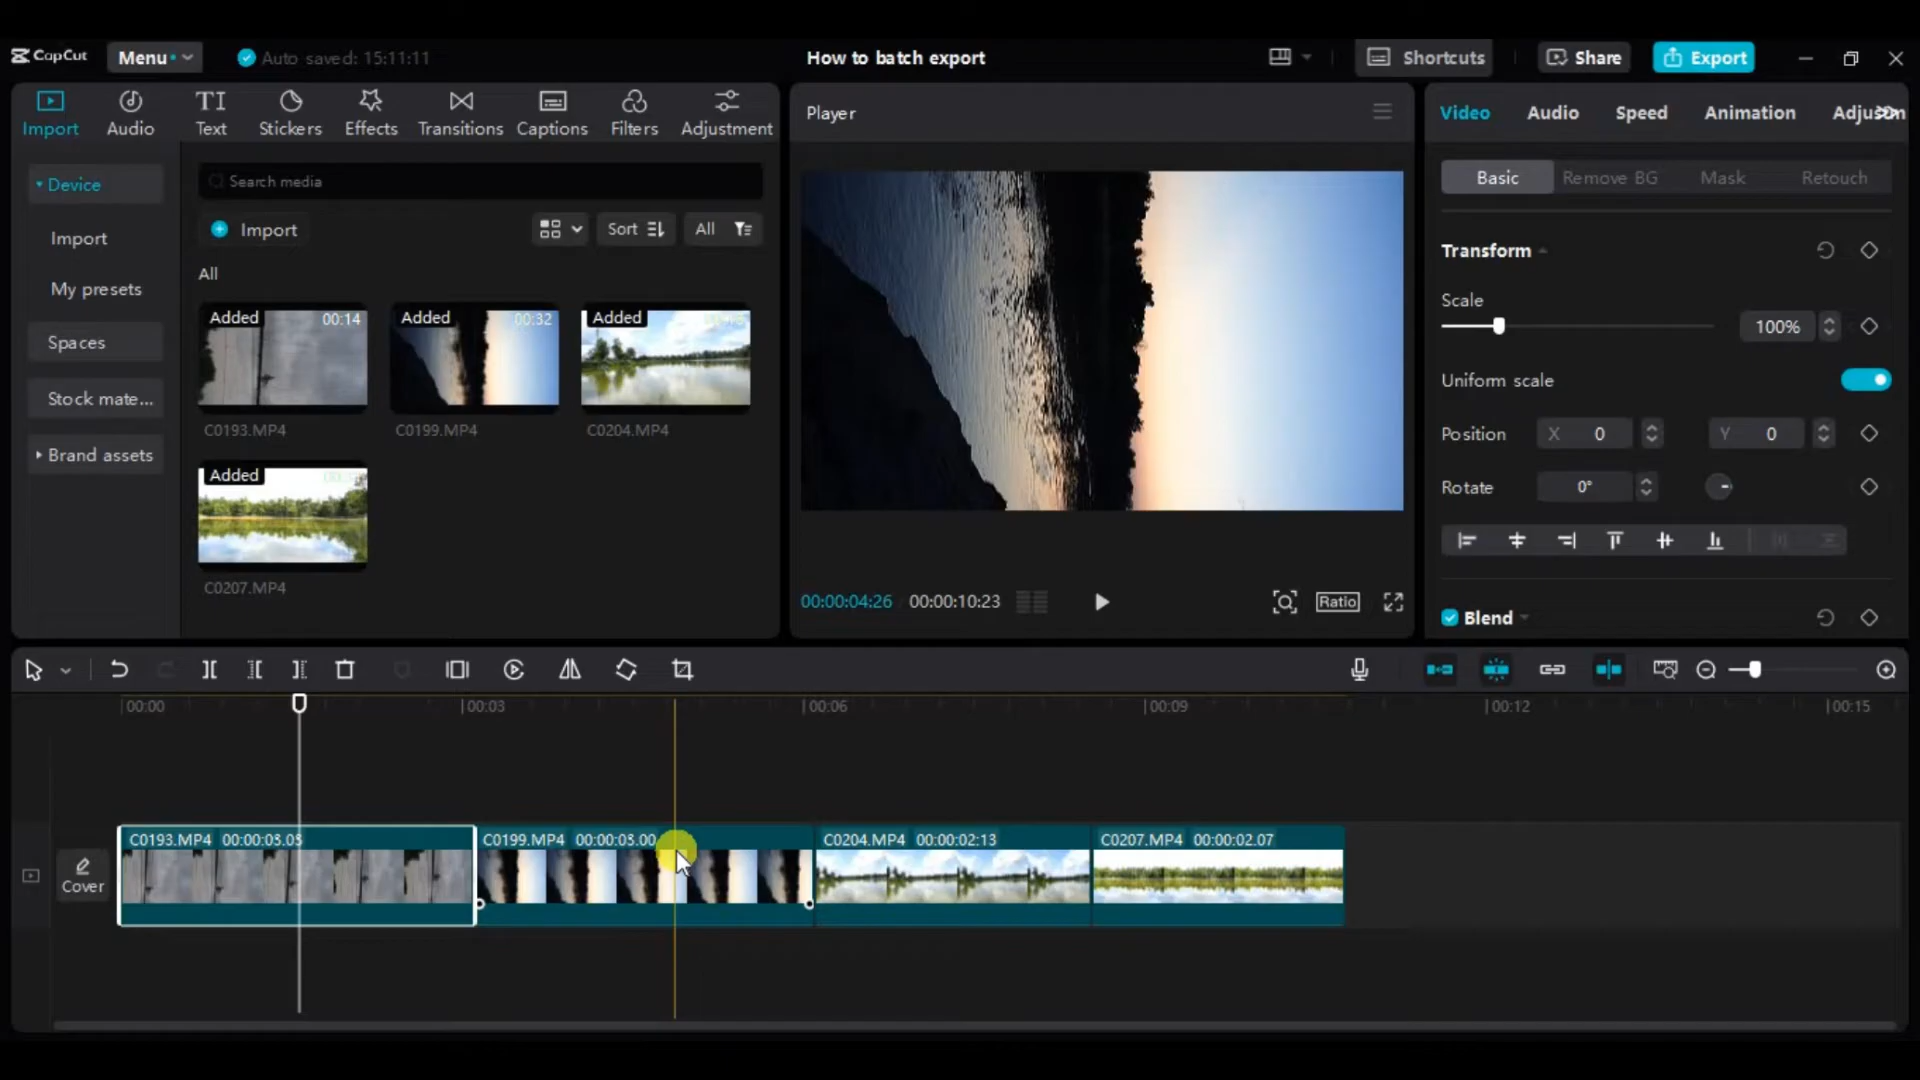 CapCut
Menu
Auto saved: 15:11:11
How to batch export
Shortcuts
Share
Export
Import
Audio
TI
Text
Stickers
Effects
Transitions
Captions
Filters
Adjustment
Device
Import
My presets
Spaces
Stock mate...
Brand assets
Search media
Import
Sort
All
All
Added
00:14
C0193.MP4
Added
00:32
C0199.MP4
Added
C0204.MP4
Added
C0207.MP4
Player
00:00:04:26
00:00:10:23
Ratio
Video
Audio
Speed
Animation
Basic
Remove BG
Mask
Retouch
Transform
Scale
100%
Uniform scale
Position
X 0
Y 0
Rotate
0°
Blend
00:00
00:03
00:06
00:09
00:12
00:15
Cover
C0193.MP4 00:00:03:03
C0199.MP4 00:00:03:00
C0204.MP4 00:00:02:13
C0207.MP4 00:00:02:07